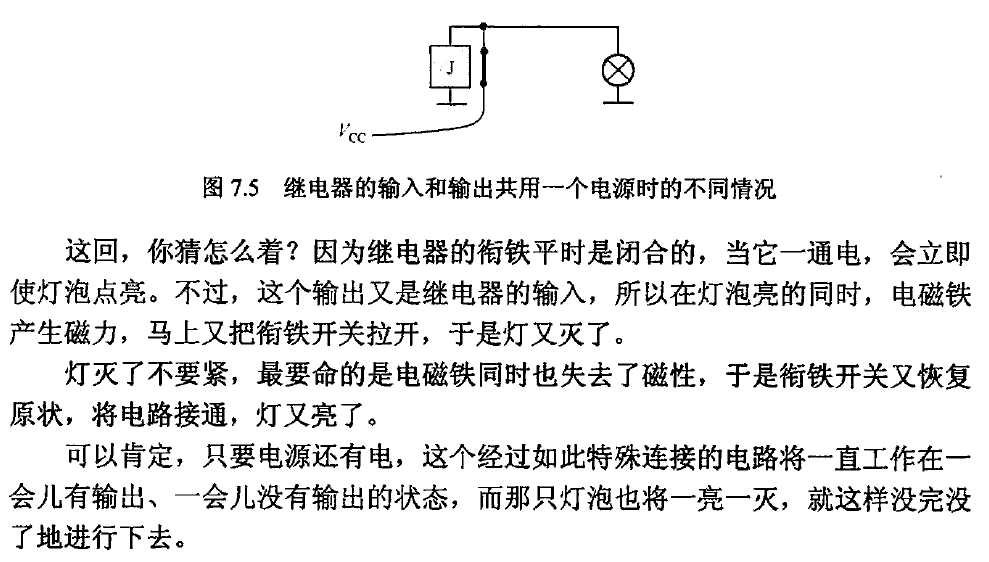 J
VCC
图 7.5 继电器的输入和输出共用一个电源时的不同情况
这回，你猜怎么着？因为继电器的衔铁平时是闭合的，当它一通电，会立即
使灯泡点亮。不过，这个输出又是继电器的输入，所以在灯泡亮的同时，电磁铁
产生磁力，马上又把衔铁开关拉开，于是灯又灭了。
灯灭了不要紧，最要命的是电磁铁同时也失去了磁性，于是衔铁开关又恢复
原状，将电路接通，灯又亮了。
可以肯定，只要电源还有电，这个经过如此特殊连接的电路将一直工作在一
会儿有输出、一会儿没有输出的状态，而那只灯泡也将一亮一灭，就这样没完没
了地进行下去。